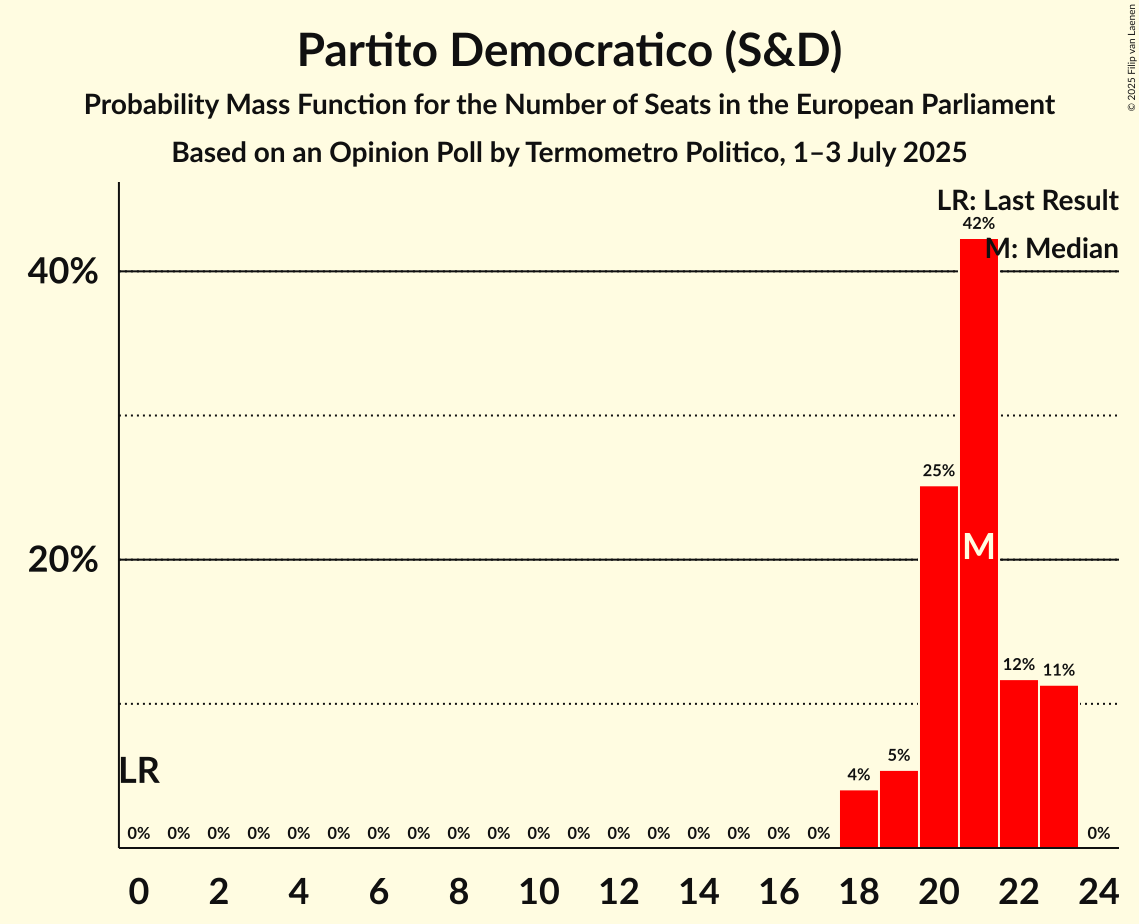 Partito Democratico (S&D)
Probability Mass Function for the Number of Seats in the European Parliament
Based on an Opinion Poll by Termometro Politico, 1–3 July 2025
© 2025 Filip van Laenen
LR: Last Result
M: Median
42%
40%
25%
20%
M
12%
11%
5%
4%
LR
0% 0% 0% 0% 0% 0% 0% 0% 0% 0% 0% 0% 0% 0% 0% 0% 0% 0% 0%
0 2 4 6 8 10 12 14 16 18 20 22 24